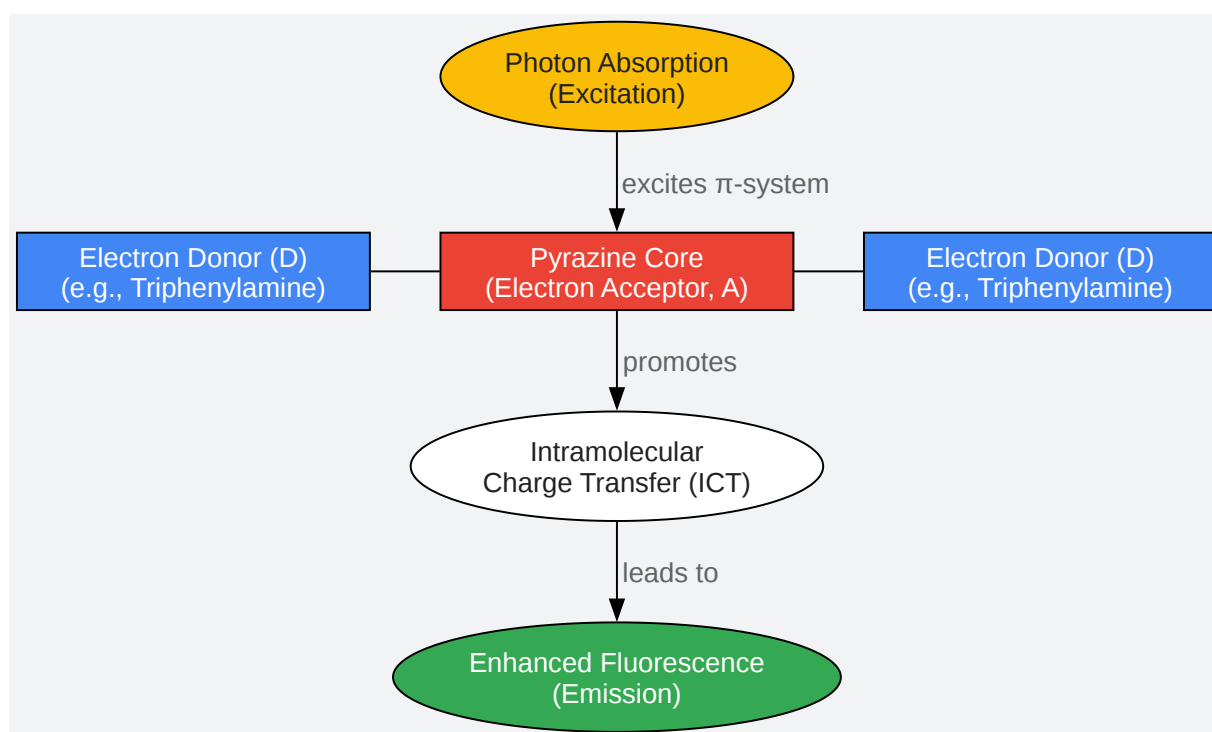 Photon Absorption
(Excitation)
excites π-system
Electron Donor (D)
(e.g., Triphenylamine)
Pyrazine Core
(Electron Acceptor, A)
Electron Donor (D)
(e.g., Triphenylamine)
promotes
Intramolecular
Charge Transfer (ICT)
leads to
Enhanced Fluorescence
(Emission)